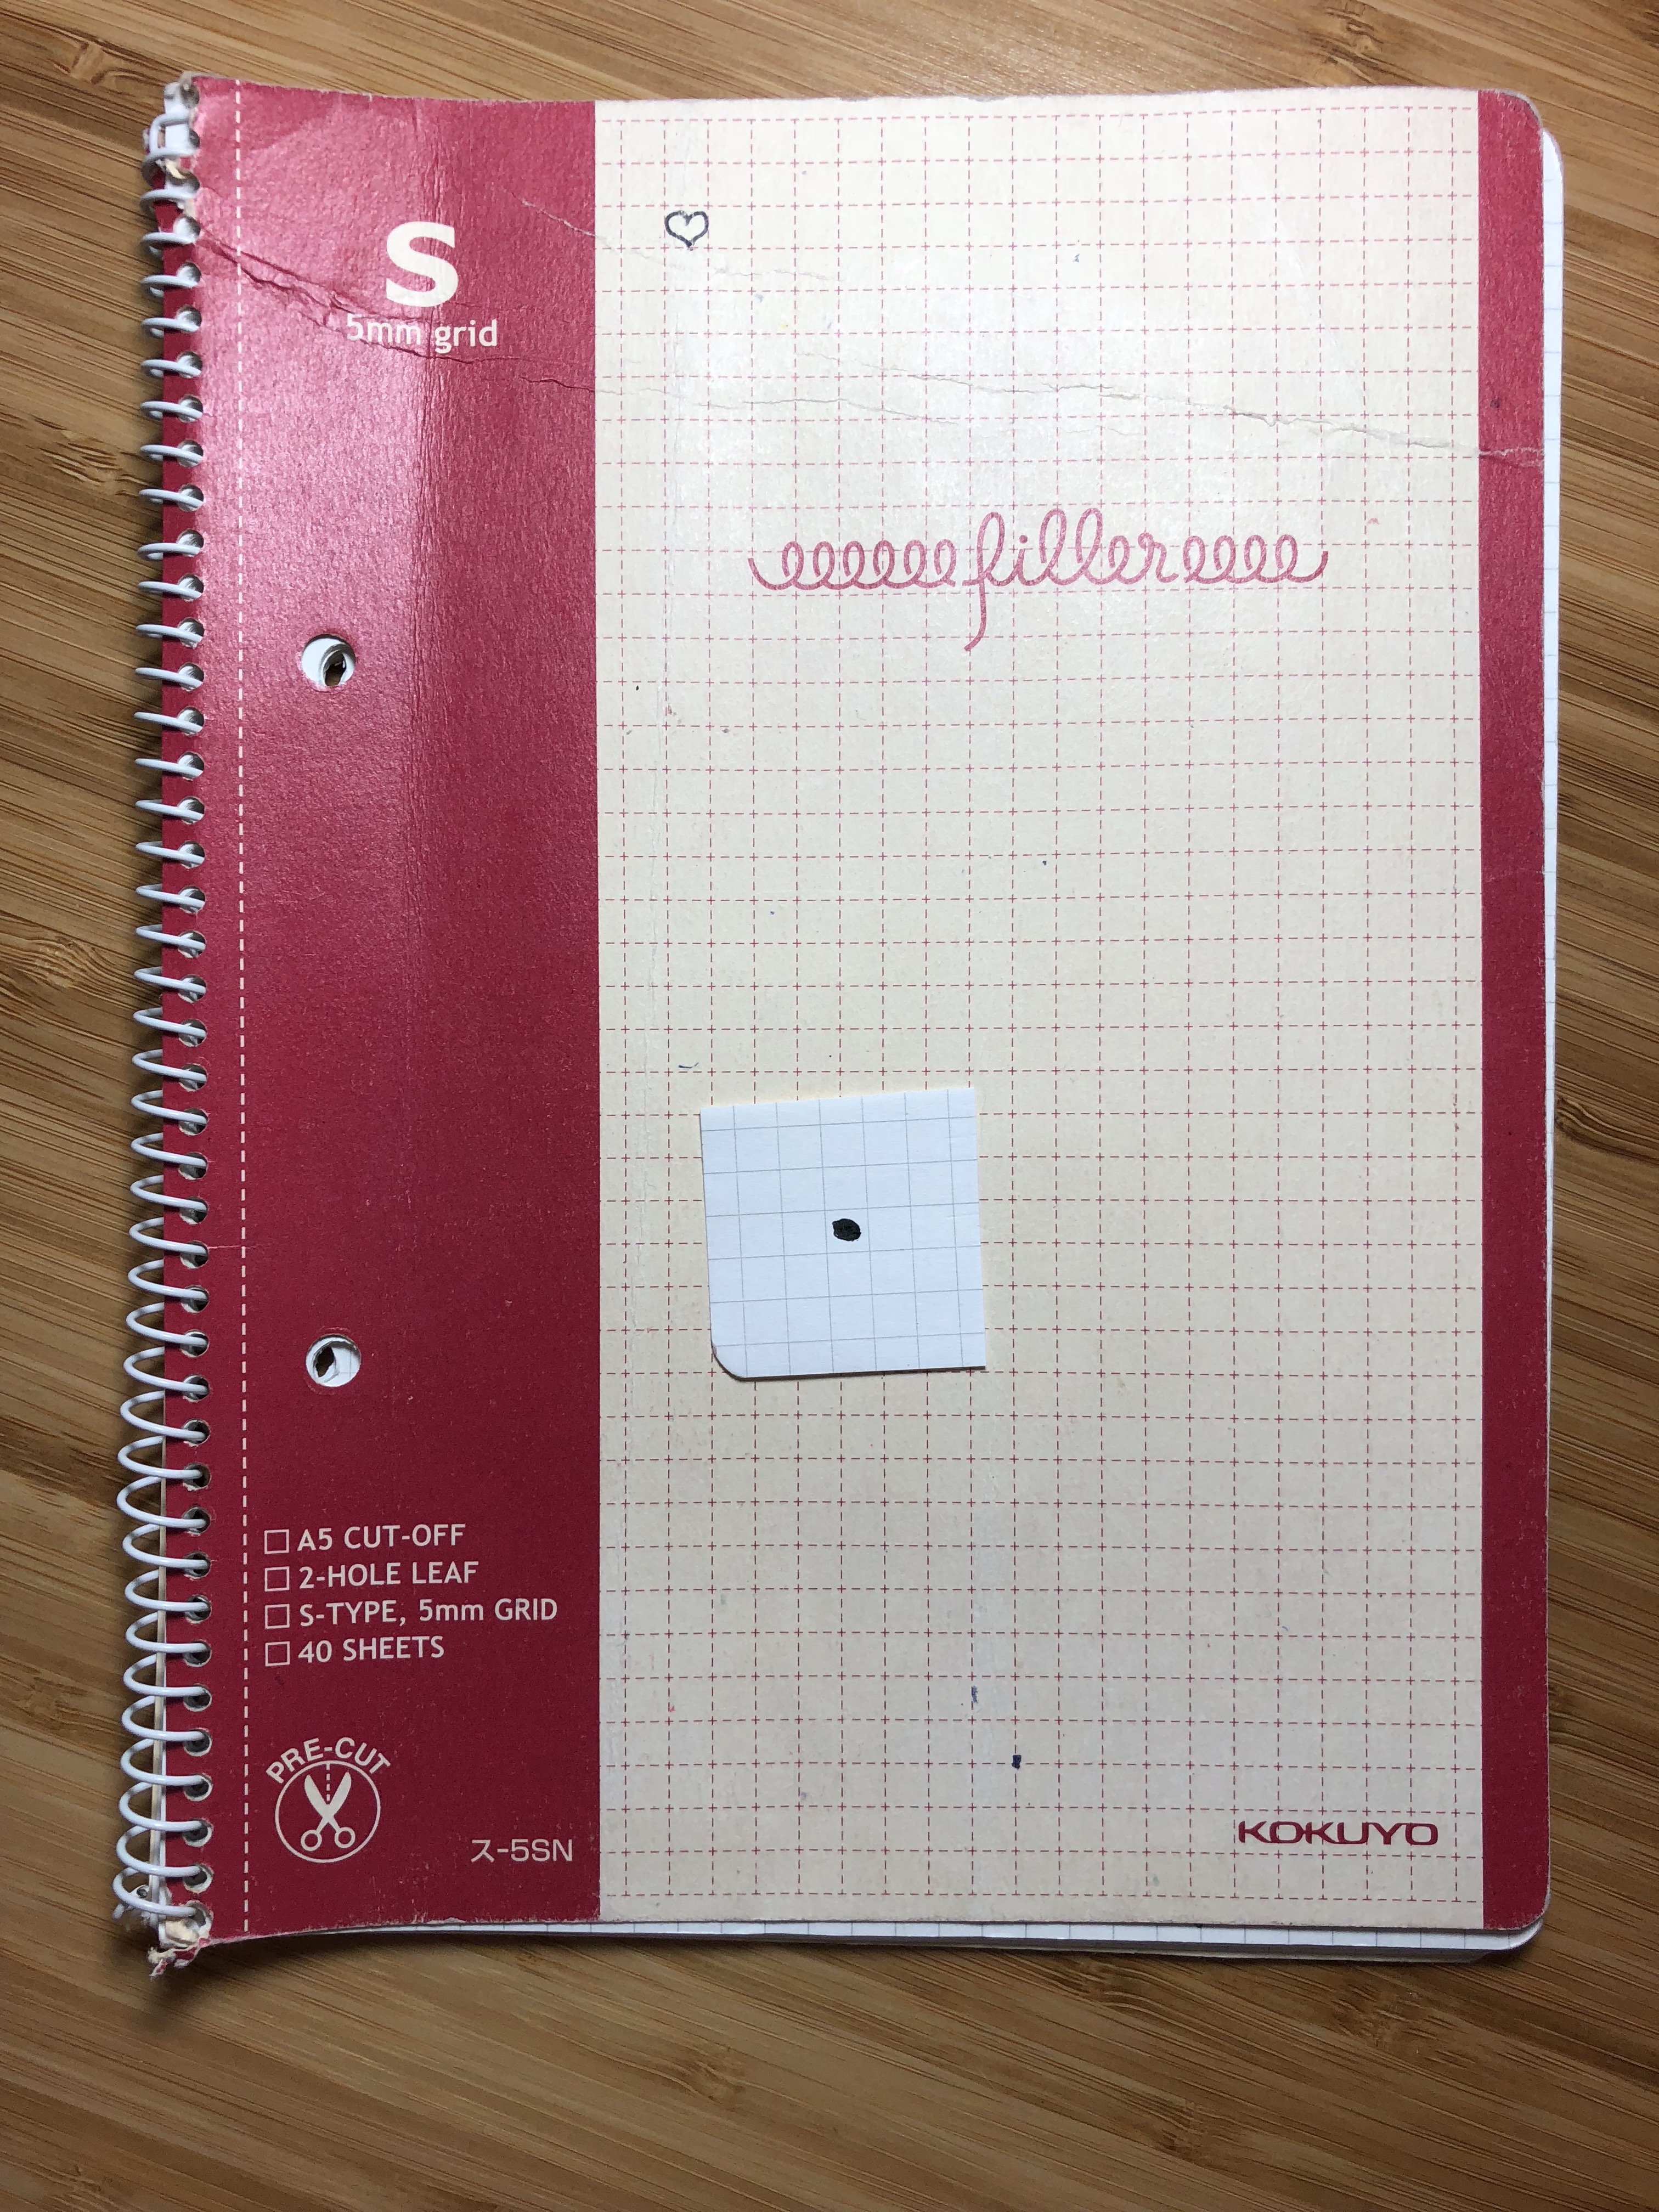 S
5mm grid
filler
A5 CUT-OFF
2-HOLE LEAF
S-TYPE, 5mm GRID
40 SHEETS
PRE-CUT
ス-5SN
KOKUYO